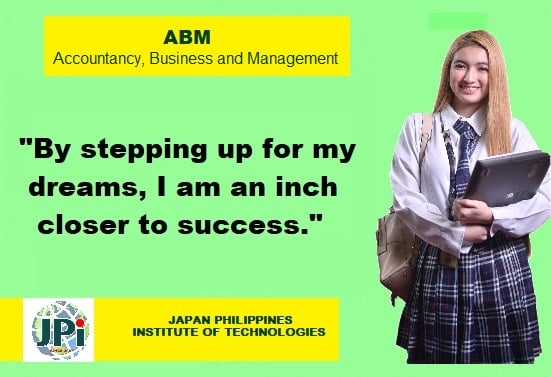 ABM
Accountancy, Business and Management
"By stepping up for my
dreams, I am an inch
closer to success."
JPi
JAPAN PHILIPPINES
INSTITUTE OF TECHNOLOGIES